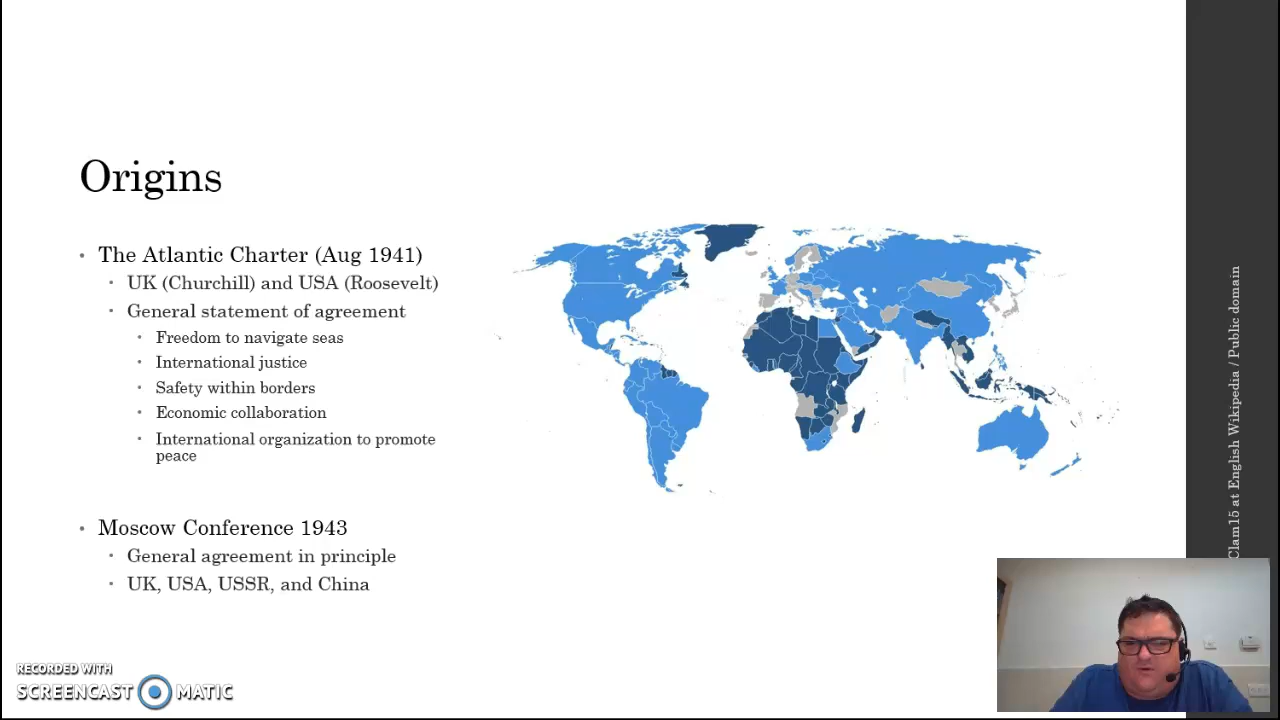 Origins
The Atlantic Charter (Aug 1941)
UK (Churchill) and USA (Roosevelt)
General statement of agreement
Freedom to navigate seas
International justice
Safety within borders
Economic collaboration
International organization to promote
peace
Moscow Conference 1943
General agreement in principle
UK, USA, USSR, and China
Clam15 at English Wikipedia / Public domain
RECORDED WITH
SCREENCAST MATIC